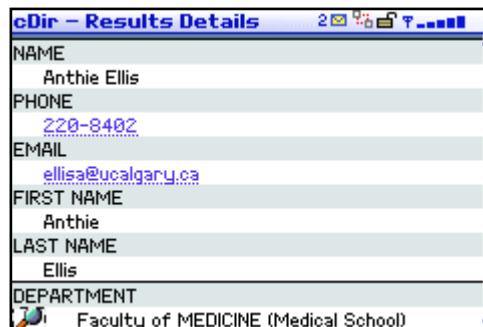 cDir - Results Details 2
NAME
Anthie Ellis
PHONE
220-8402
EMAIL
ellisa@ucalgary.ca
FIRST NAME
Anthie
LAST NAME
Ellis
DEPARTMENT
Faculty of MEDICINE (Medical School)